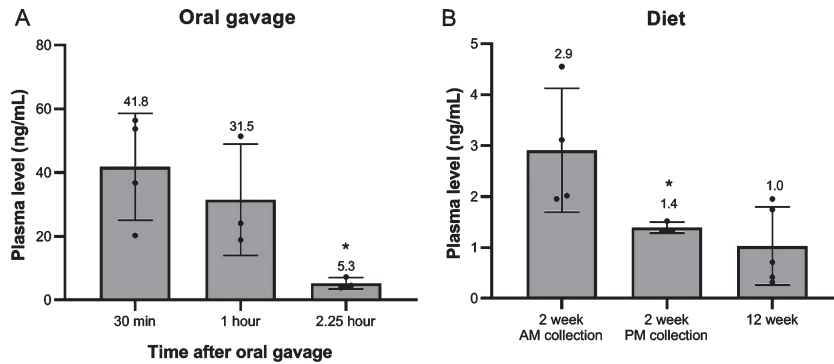 A
Oral gavage
Plasma level (ng/mL)
80
60
40
20
0
41.8
31.5
*
5.3
30 min
1 hour
2.25 hour
Time after oral gavage
B
Diet
Plasma level (ng/mL)
5
4
3
2
1
0
2.9
*
1.4
1.0
2 week
AM collection
2 week
PM collection
12 week